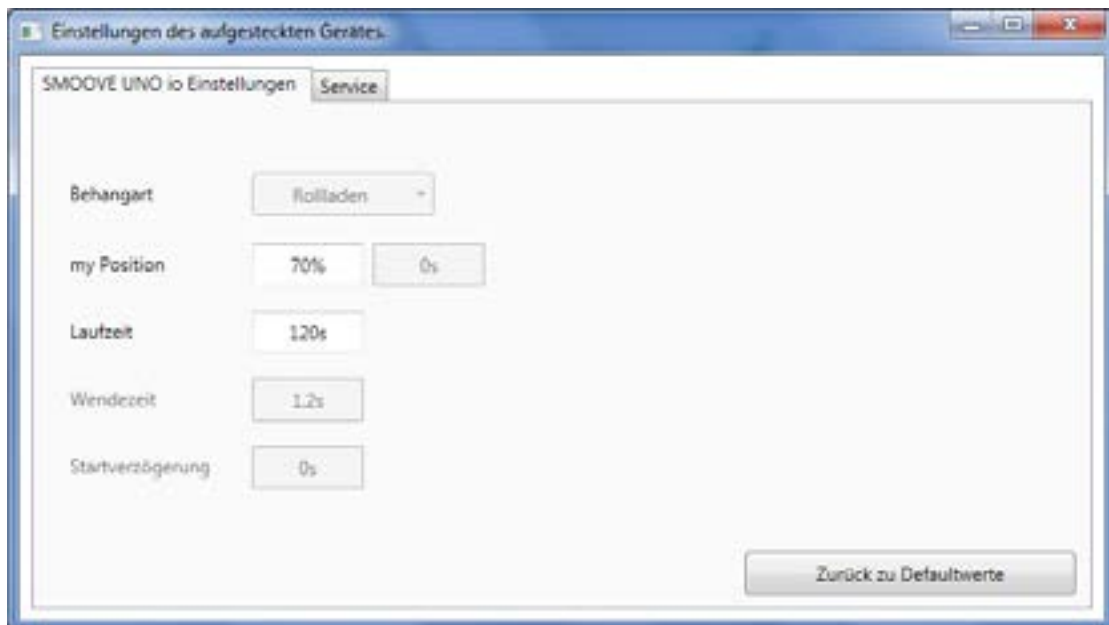 Einstellungen des aufgesteckten Gerätes.
SMOOVE UNO io Einstellungen Service
Behangart Rollladen
my Position 70% 0s
Laufzeit 120s
Wendezeit 1.2s
Startverzögerung 0s
Zurück zu Defaultwerte